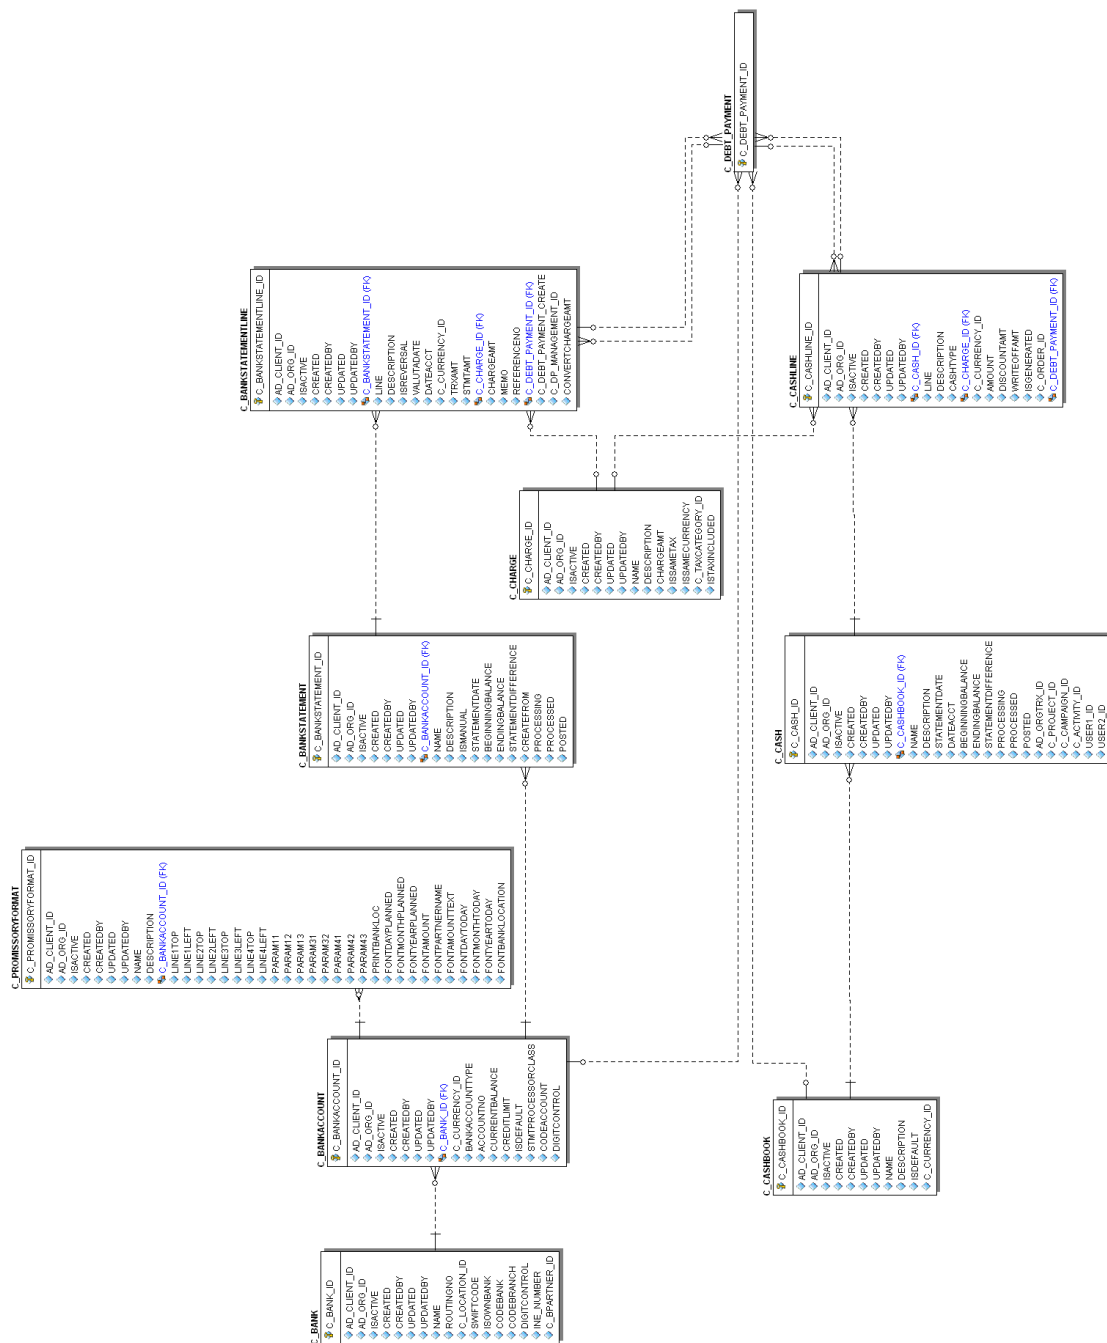 C_DEBT_PAYMENT
C_DEBT_PAYMENT_ID
C_BANKSTATEMENTLINE
C_BANKSTATEMENTLINE_ID
AD_CLIENT_ID
AD_ORG_ID
ISACTIVE
CREATED
CREATEDBY
UPDATED
UPDATEDBY
C_BANKSTATEMENT_ID (FK)
LINE
DESCRIPTION
ISREVERSAL
VALUTADATE
DATEACCT
C_CURRENCY_ID
TRXAMT
STMTAMT
C_CHARGE_ID (FK)
CHARGEAMT
MEMO
REFERENCENO
C_DEBT_PAYMENT_ID (FK)
C_DEBT_PAYMENT_CREATE
C_DP_MANAGEMENT_ID
CONVERTCHARGEAMT
C_CASHLINE
C_CASHLINE_ID
AD_CLIENT_ID
AD_ORG_ID
ISACTIVE
CREATED
CREATEDBY
UPDATED
UPDATEDBY
C_CASH_ID (FK)
LINE
DESCRIPTION
CASHTYPE
C_CHARGE_ID (FK)
C_CURRENCY_ID
AMOUNT
DISCOUNTAMT
WRITEOFFAMT
ISGENERATED
C_ORDER_ID
C_DEBT_PAYMENT_ID (FK)
C_CHARGE
C_CHARGE_ID
AD_CLIENT_ID
AD_ORG_ID
ISACTIVE
CREATED
CREATEDBY
UPDATED
UPDATEDBY
NAME
DESCRIPTION
CHARGEAMT
ISSAMETAX
ISSAMECURRENCY
C_TAXCATEGORY_ID
ISTAXINCLUDED
C_BANKSTATEMENT
C_BANKSTATEMENT_ID
AD_CLIENT_ID
AD_ORG_ID
ISACTIVE
CREATED
CREATEDBY
UPDATED
UPDATEDBY
C_BANKACCOUNT_ID (FK)
NAME
DESCRIPTION
ISMANUAL
STATEMENTDATE
BEGINNINGBALANCE
ENDINGBALANCE
STATEMENTDIFFERENCE
CREATEFROM
PROCESSING
PROCESSED
POSTED
C_CASH
C_CASH_ID
AD_CLIENT_ID
AD_ORG_ID
ISACTIVE
CREATED
CREATEDBY
UPDATED
UPDATEDBY
C_CASHBOOK_ID (FK)
NAME
DESCRIPTION
STATEMENTDATE
DATEACCT
BEGINNINGBALANCE
ENDINGBALANCE
STATEMENTDIFFERENCE
PROCESSING
PROCESSED
POSTED
AD_ORGTRX_ID
C_PROJECT_ID
C_CAMPAIGN_ID
C_ACTIVITY_ID
USER1_ID
USER2_ID
C_PROMISSORYFORMAT
C_PROMISSORYFORMAT_ID
AD_CLIENT_ID
AD_ORG_ID
ISACTIVE
CREATED
CREATEDBY
UPDATED
UPDATEDBY
NAME
DESCRIPTION
C_BANKACCOUNT_ID (FK)
LINE1TOP
LINE1LEFT
LINE2TOP
LINE2LEFT
LINE3TOP
LINE3LEFT
LINE4TOP
LINE4LEFT
PARAM11
PARAM12
PARAM13
PARAM31
PARAM32
PARAM41
PARAM42
PARAM43
PRINTBANKLOC
FONTDAYPLANNED
FONTMONTHPLANNED
FONTYEARPLANNED
FONTAMOUNT
FONTPARTNERNAME
FONTAMOUNTTEXT
FONTDAYTODAY
FONTMONTHTODAY
FONTYEARTODAY
FONTBANKLOCATION
C_BANKACCOUNT
C_BANKACCOUNT_ID
AD_CLIENT_ID
AD_ORG_ID
ISACTIVE
CREATED
CREATEDBY
UPDATED
UPDATEDBY
C_BANK_ID (FK)
C_CURRENCY_ID
BANKACCOUNTTYPE
ACCOUNTNO
CURRENTBALANCE
CREDITLIMIT
ISDEFAULT
STMTPROCESSORCLASS
CODEACCOUNT
DIGITCONTROL
C_CASHBOOK
C_CASHBOOK_ID
AD_CLIENT_ID
AD_ORG_ID
ISACTIVE
CREATED
CREATEDBY
UPDATED
UPDATEDBY
NAME
DESCRIPTION
ISDEFAULT
C_CURRENCY_ID
C_BANK
C_BANK_ID
AD_CLIENT_ID
AD_ORG_ID
ISACTIVE
CREATED
CREATEDBY
UPDATED
UPDATEDBY
NAME
ROUTINGNO
C_LOCATION_ID
SWIFTCODE
ISOWNBANK
CODEBANK
CODEBRANCH
DIGITCONTROL
INE_NUMBER
C_BPARTNER_ID